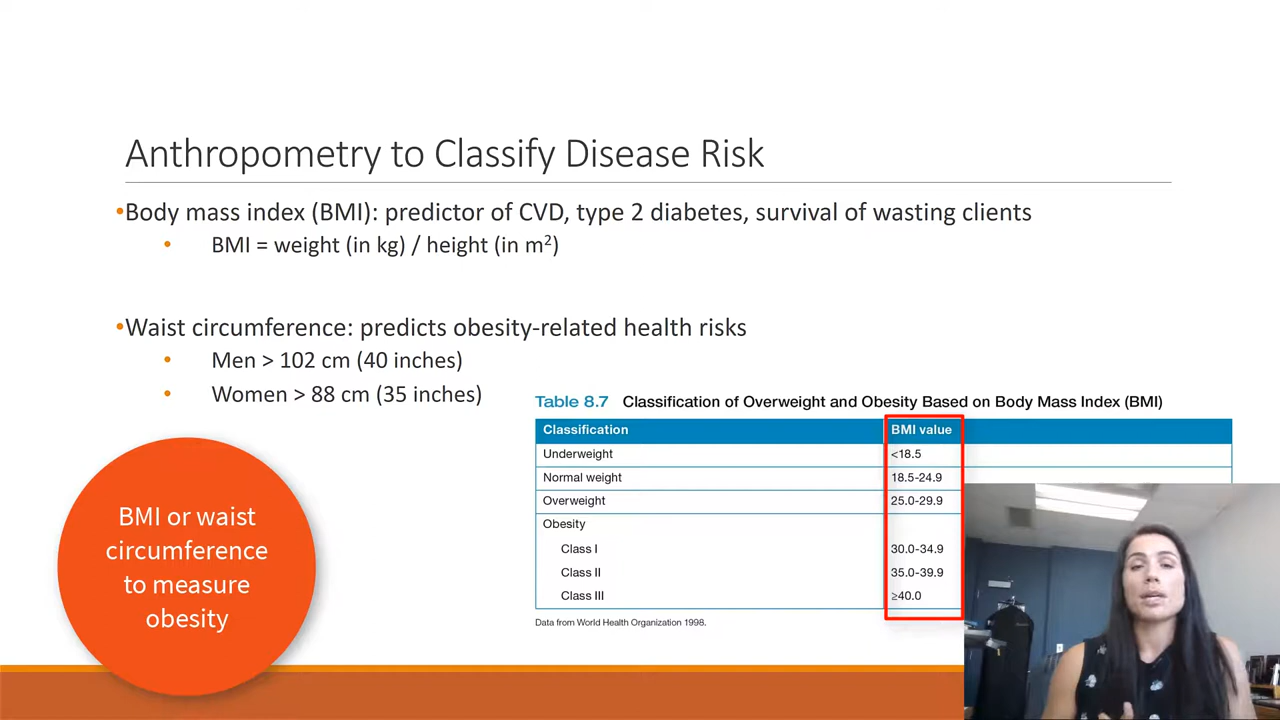 Anthropometry to Classify Disease Risk
•Body mass index (BMI): predictor of CVD, type 2 diabetes, survival of wasting clients
• BMI = weight (in kg) / height (in m²)
•Waist circumference: predicts obesity-related health risks
• Men > 102 cm (40 inches)
• Women > 88 cm (35 inches)
BMI or waist
circumference
to measure
obesity
Table 8.7 Classification of Overweight and Obesity Based on Body Mass Index (BMI)
Classification BMI value
Underweight <18.5
Normal weight 18.5-24.9
Overweight 25.0-29.9
Obesity
Class I 30.0-34.9
Class II 35.0-39.9
Class III ≥40.0
Data from World Health Organization 1998.